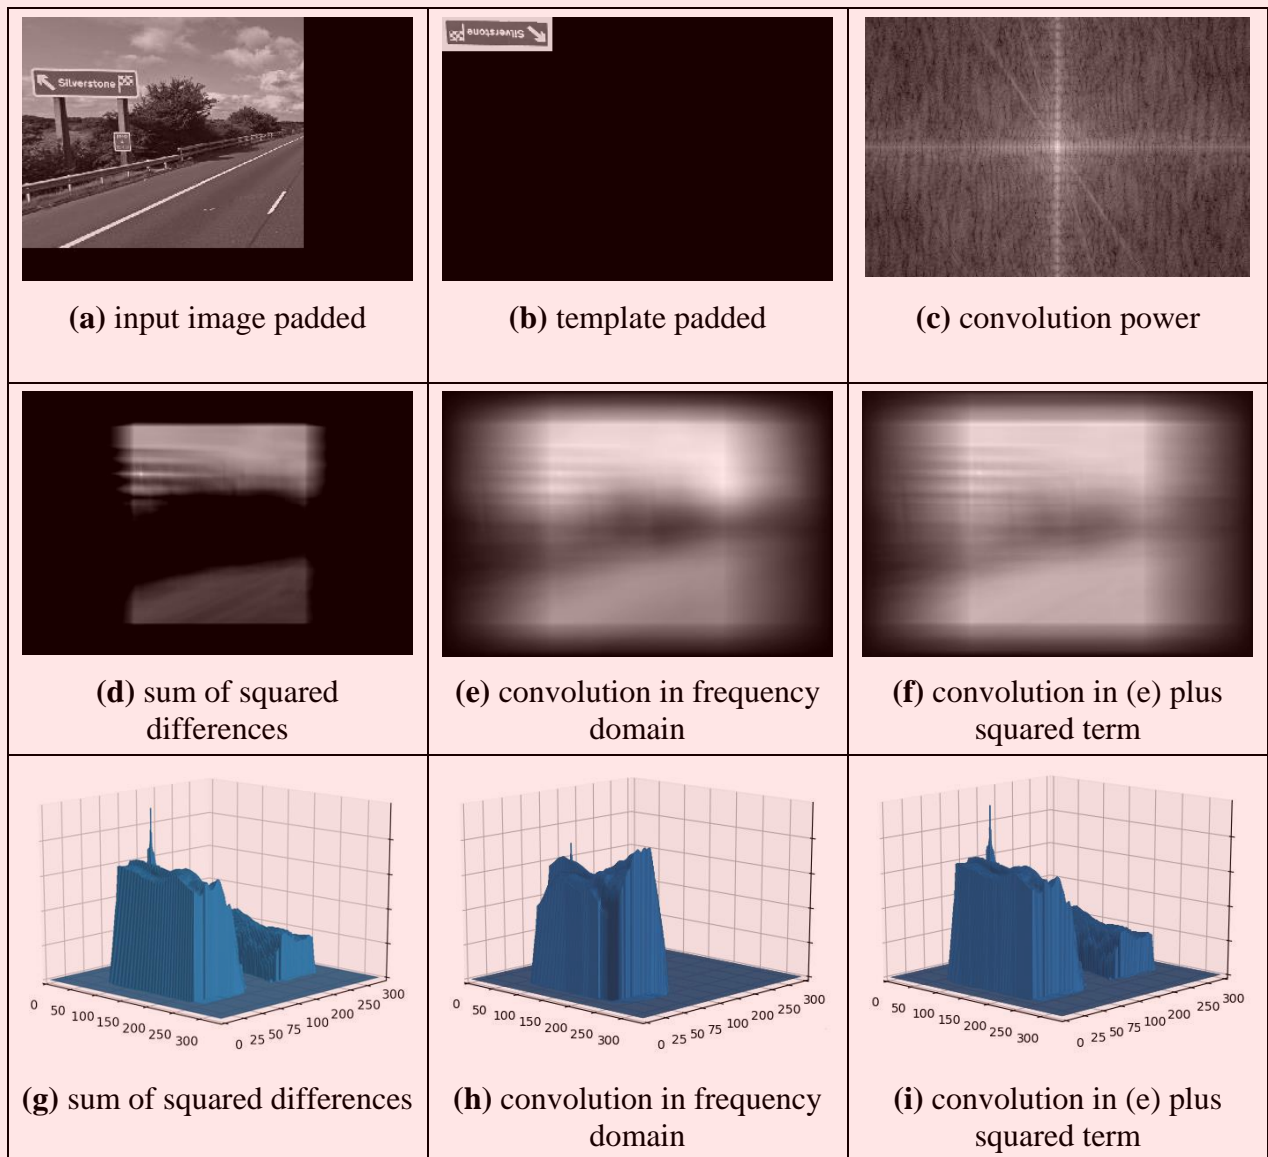 Silverstone
Silverstone
(a) input image padded
(b) template padded
(c) convolution power
(d) sum of squared
differences
(e) convolution in frequency
domain
(f) convolution in (e) plus
squared term
0 50 100 150 200 250 300
0 25 50 75 100 150 200 250 300
0 50 100 150 200 250 300
0 25 50 75 100 150 200 250 300
0 50 100 150 200 250 300
0 25 50 75 100 150 200 250 300
(g) sum of squared differences
(h) convolution in frequency
domain
(i) convolution in (e) plus
squared term